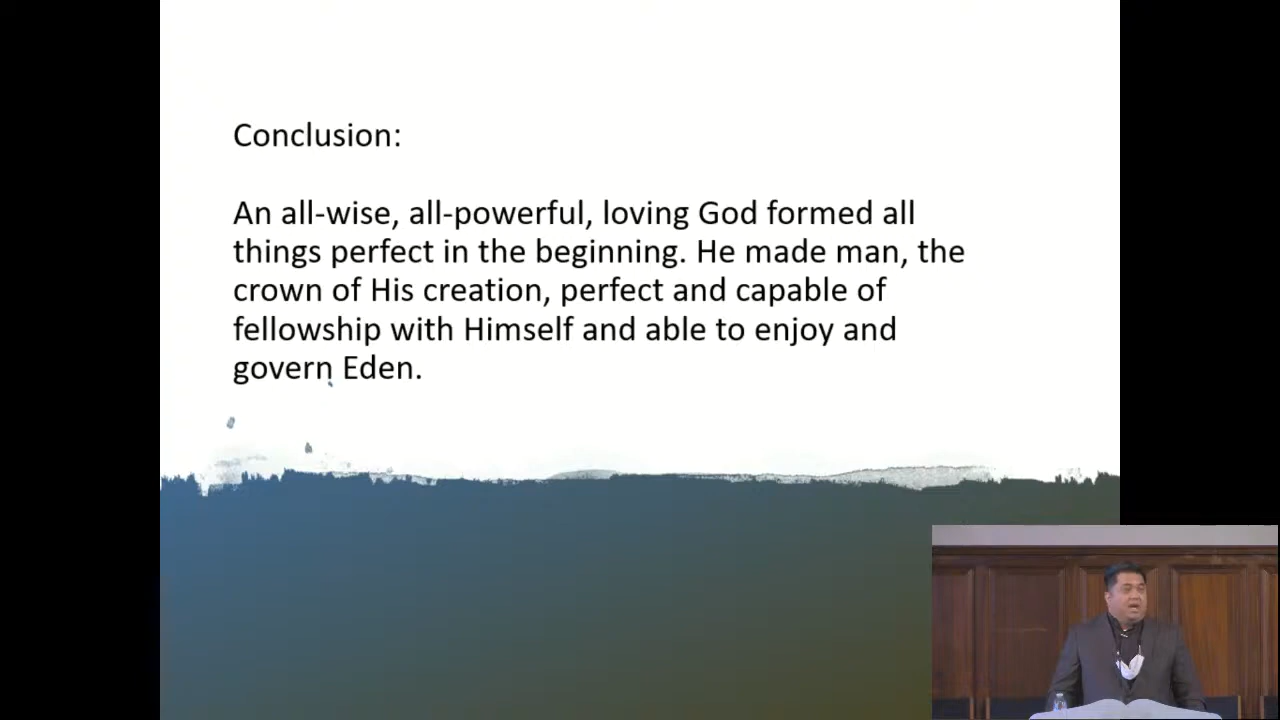 Conclusion:
An all-wise, all-powerful, loving God formed all
things perfect in the beginning. He made man, the
crown of His creation, perfect and capable of
fellowship with Himself and able to enjoy and
govern Eden.